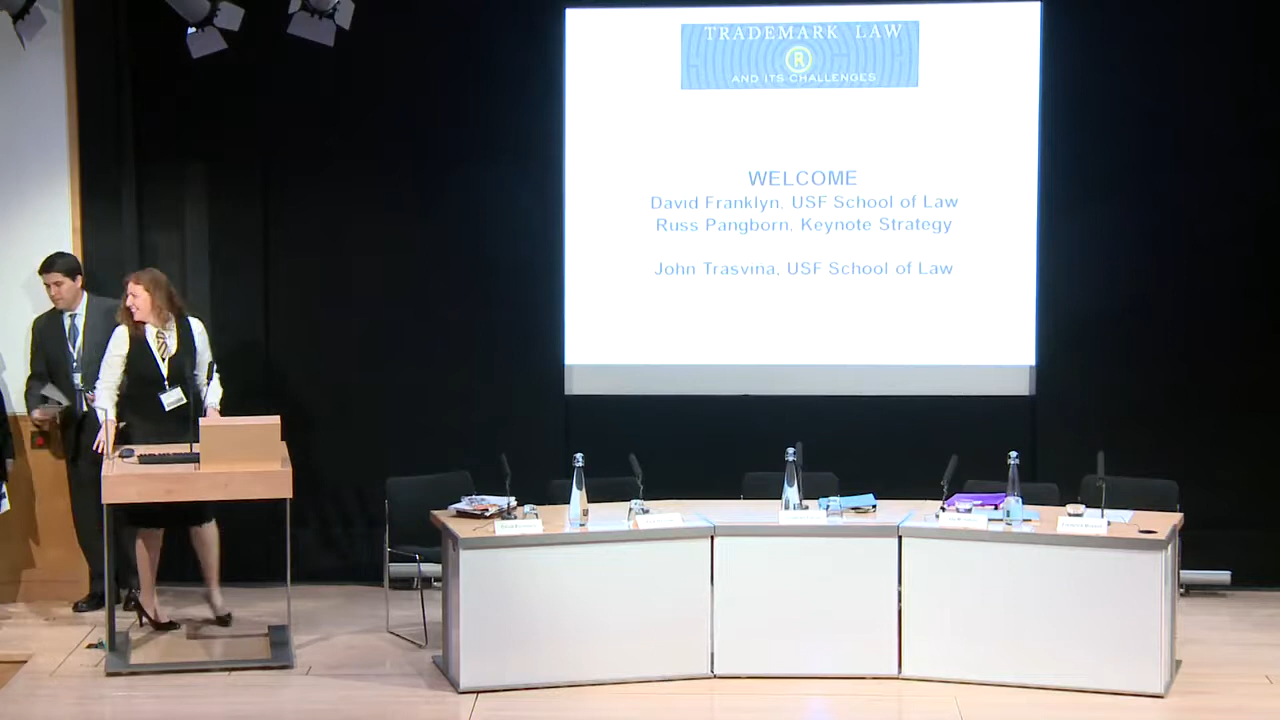 TRADEMARK LAW
R
AND ITS CHALLENGES
WELCOME
David Franklyn, USF School of Law
Russ Pangborn, Keynote Strategy
John Trasvina, USF School of Law